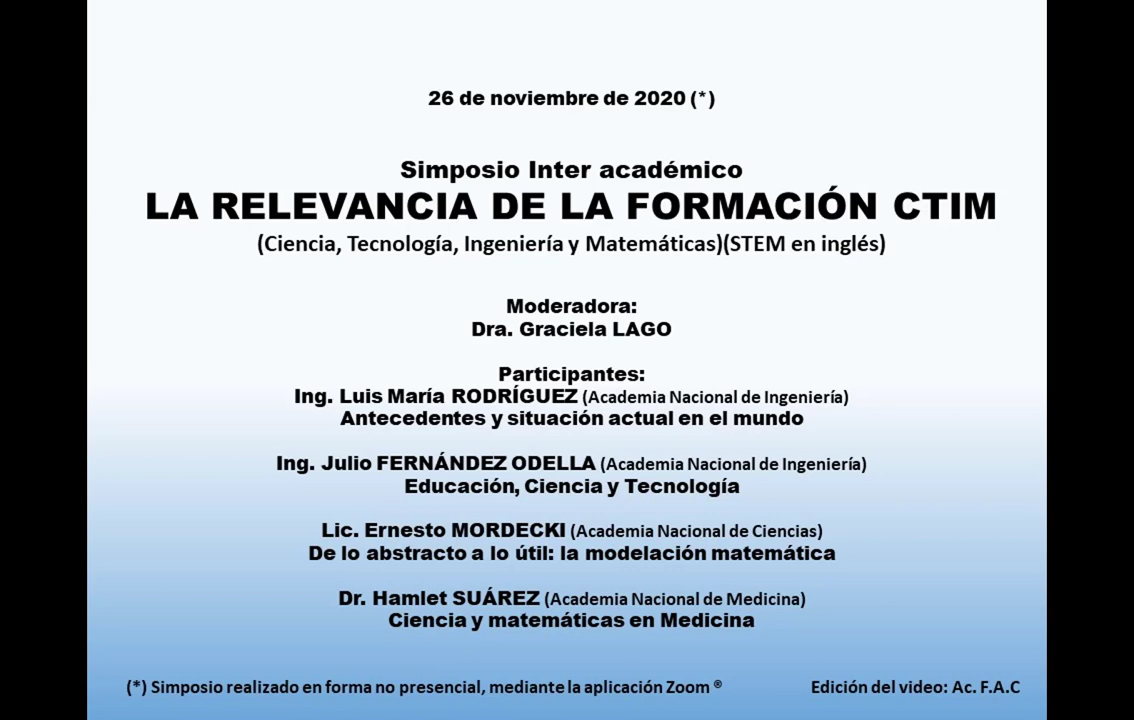 26 de noviembre de 2020 (*)
Simposio Inter académico
LA RELEVANCIA DE LA FORMACIÓN CTIM
(Ciencia, Tecnología, Ingeniería y Matemáticas)(STEM en inglés)
Moderadora:
Dra. Graciela LAGO
Participantes:
Ing. Luis María RODRÍGUEZ (Academia Nacional de Ingeniería)
Antecedentes y situación actual en el mundo
Ing. Julio FERNÁNDEZ ODELLA (Academia Nacional de Ingeniería)
Educación, Ciencia y Tecnología
Lic. Ernesto MORDECKI (Academia Nacional de Ciencias)
De lo abstracto a lo útil: la modelación matemática
Dr. Hamlet SUÁREZ (Academia Nacional de Medicina)
Ciencia y matemáticas en Medicina
(*) Simposio realizado en forma no presencial, mediante la aplicación Zoom ® Edición del video: Ac. F.A.C